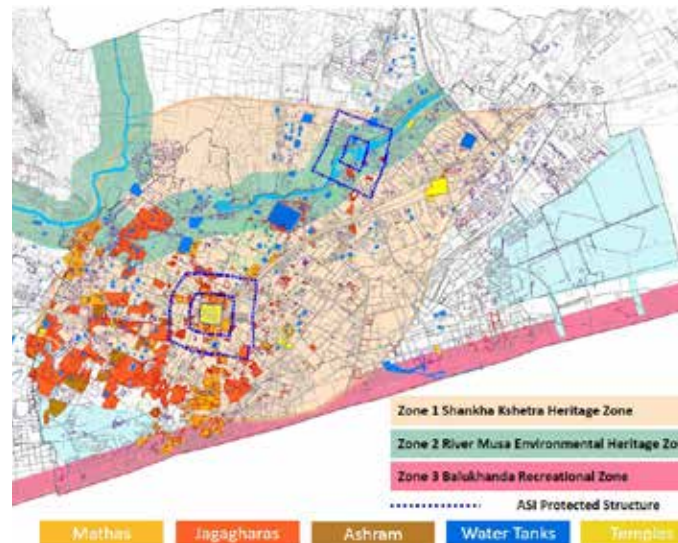 Zone 1 Shankha Kshetra Heritage Zone
Zone 2 River Musa Environmental Heritage Zo
Zone 3 Balukhanda Recreational Zone
ASI Protected Structure
Mathas
Jagagharas
Ashram
Water Tanks
Temples